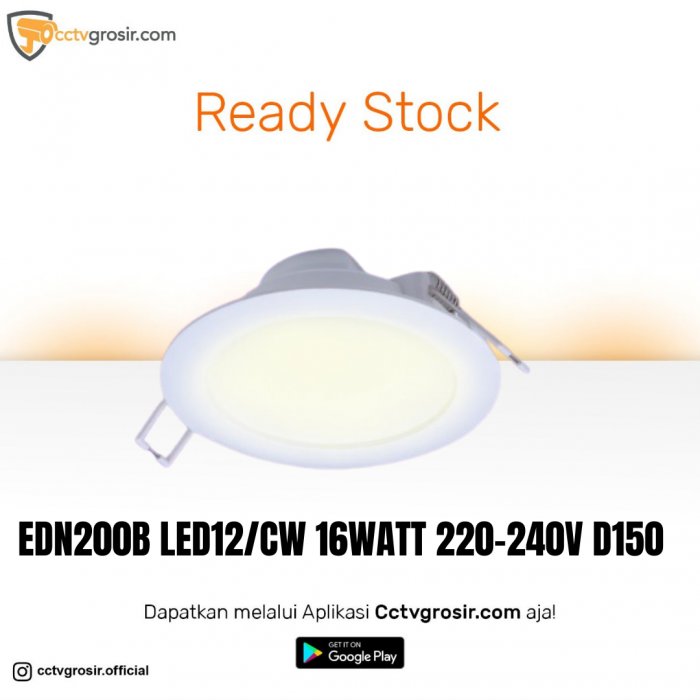 cctvgrosir.com
Ready Stock
EDN200B LED12/CW 16WATT 220-240V D150
Dapatkan melalui Aplikasi Cctvgrosir.com aja!
GET IT ON
Google Play
cctvgrosir.official